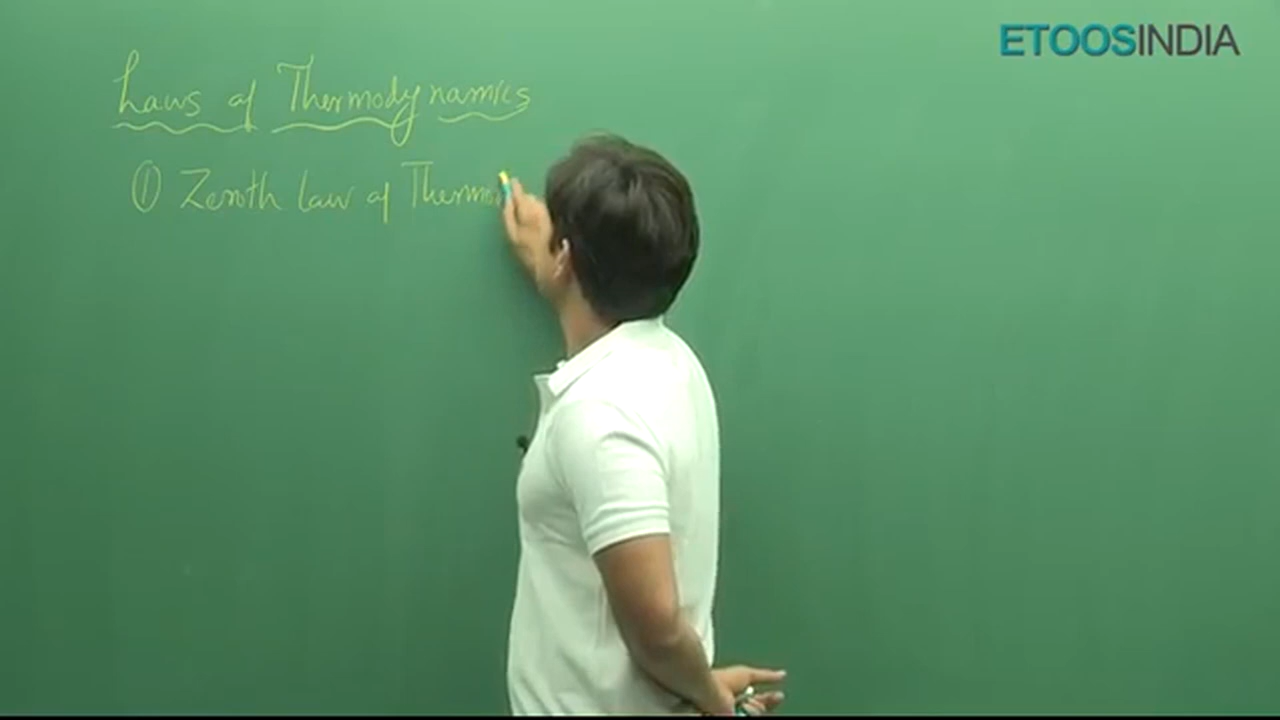 ETOOSINDIA
Laws of Thermodynamics
① Zeroth Law of Thermo